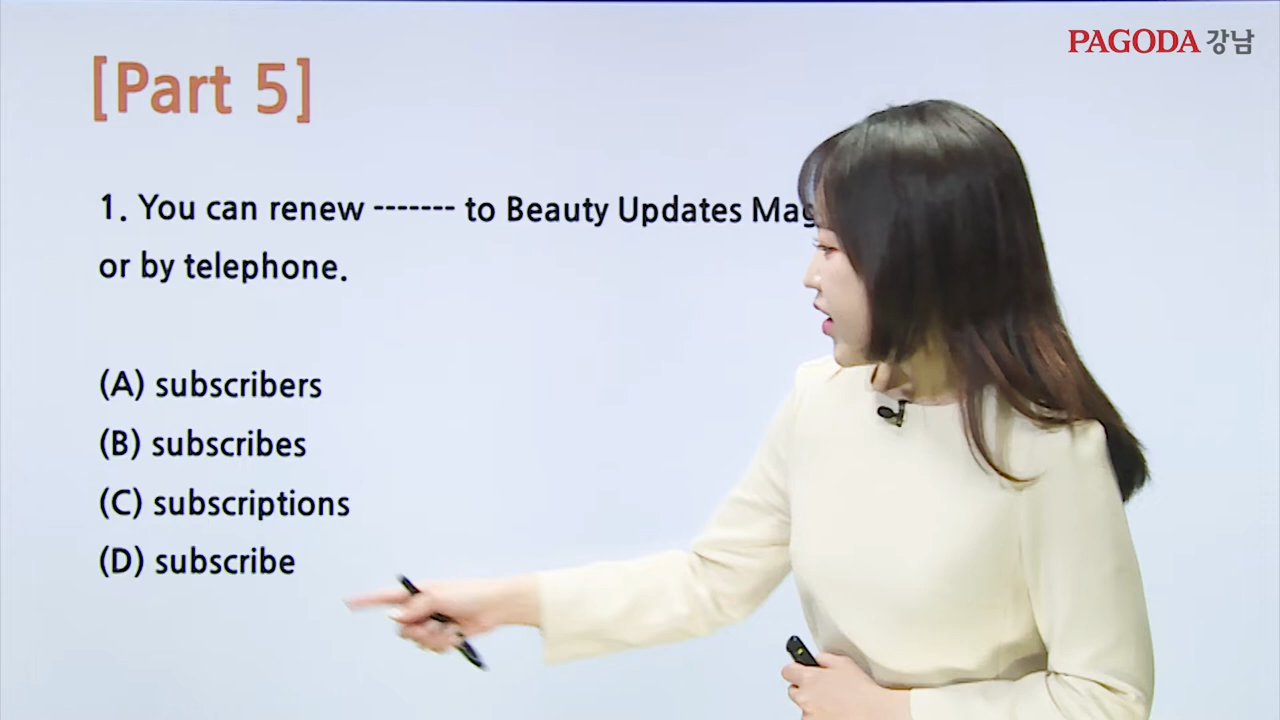 PAGODA 강남
[Part 5]
1. You can renew ------- to Beauty Updates
or by telephone.
(A) subscribers
(B) subscribes
(C) subscriptions
(D) subscribe